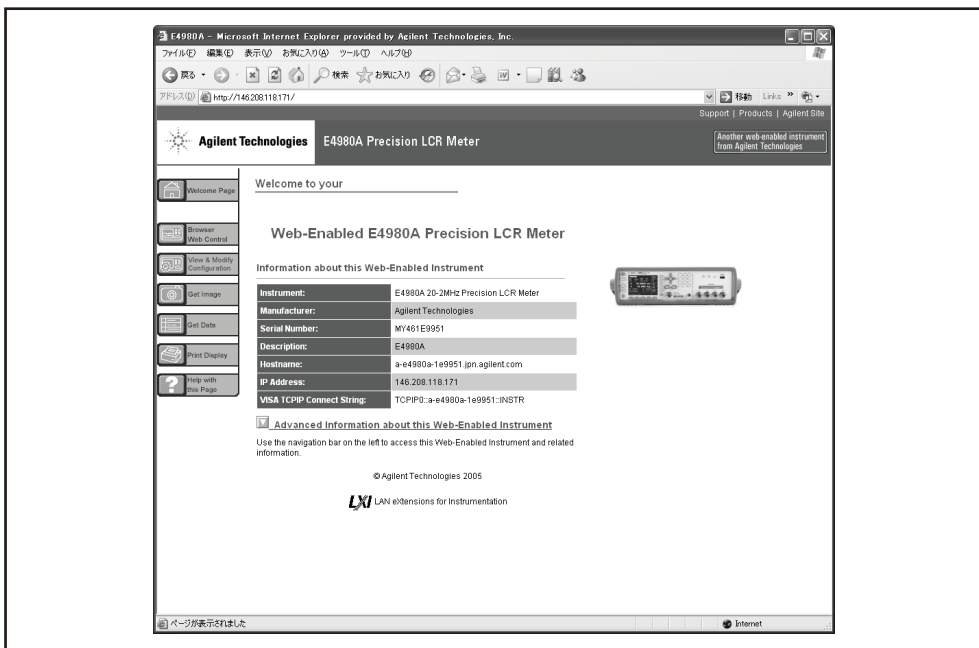 E4980A - Microsoft Internet Explorer provided by Agilent Technologies, Inc.
ファイル(F) 編集(E) 表示(V) お気に入り(A) ツール(T) ヘルプ(H)
戻る 検索 お気に入り
アドレス(D) http://146.208.118.171/ 移動 Links »
Support | Products | Agilent Site
Agilent Technologies E4980A Precision LCR Meter
Another web-enabled instrument
from Agilent Technologies
Welcome Page
Welcome to your
Browser
Web Control
Web-Enabled E4980A Precision LCR Meter
View & Modify
Configuration
Information about this Web-Enabled Instrument
Get Image
Get Data
Print Display
Help with
this Page
Instrument: E4980A 20-2MHz Precision LCR Meter
Manufacturer: Agilent Technologies
Serial Number: MY461E9951
Description: E4980A
Hostname: a-e4980a-1e9951.jpn.agilent.com
IP Address: 146.208.118.171
VISA TCPIP Connect String: TCPIP0::a-e4980a-1e9951::INSTR
Advanced Information about this Web-Enabled Instrument
Use the navigation bar on the left to access this Web-Enabled Instrument and related
information.
© Agilent Technologies 2005
LXI LAN eXtensions for Instrumentation
ページが表示されました Internet